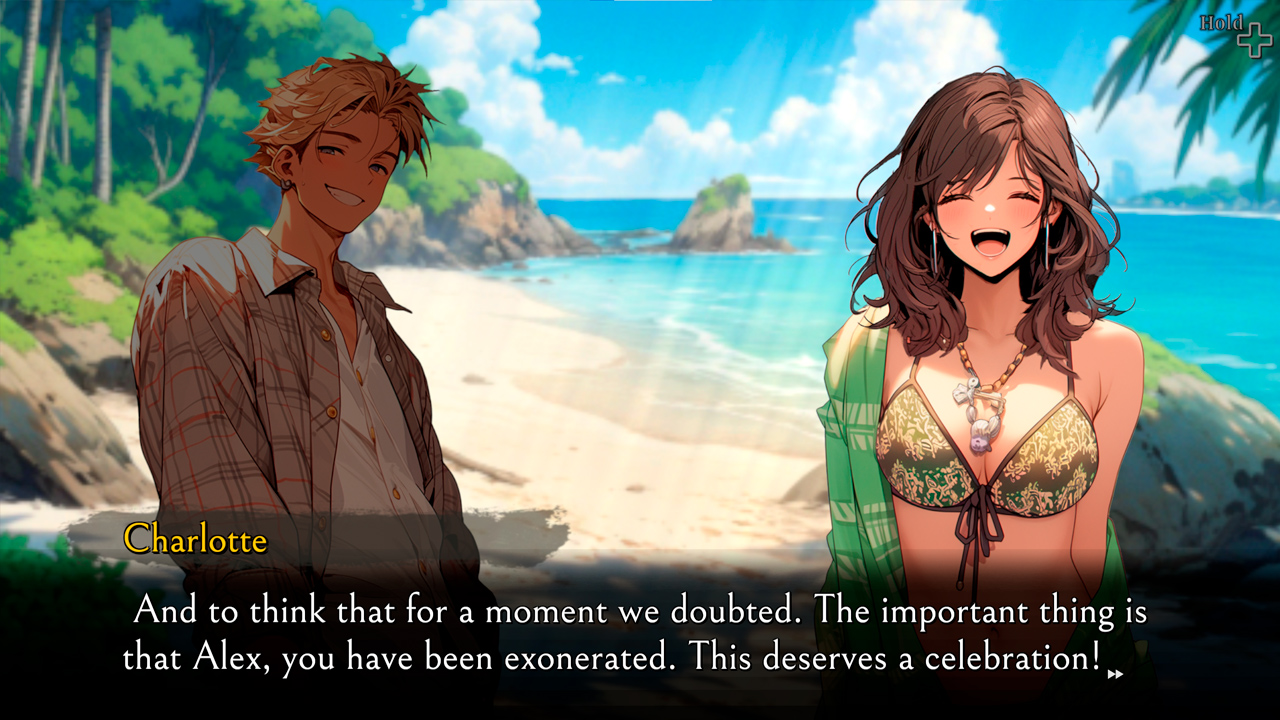 Hold
Charlotte
And to think that for a moment we doubted. The important thing is
that Alex, you have been exonerated. This deserves a celebration!